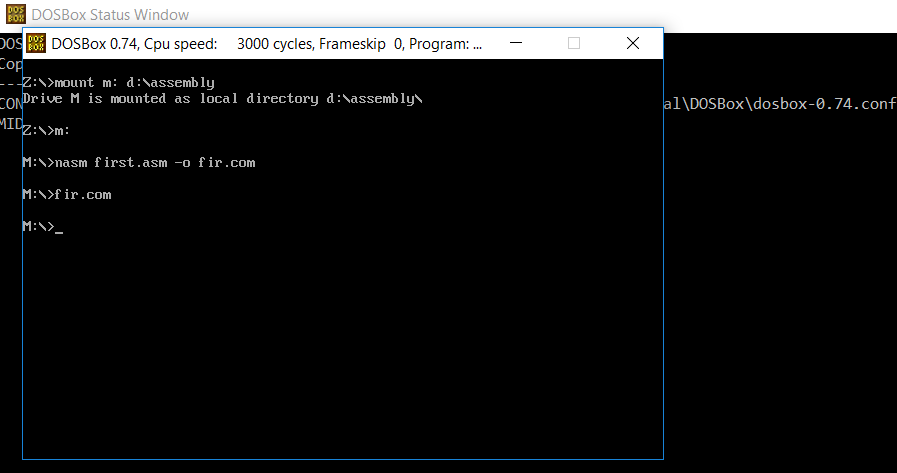 DOSBox Status Window
DOSBox 0.74, Cpu speed: 3000 cycles, Frameskip 0, Program: ...
DOS
Cop
---
CON
al\DOSBox\dosbox-0.74.conf
MID
Z:\>mount m: d:\assembly
Drive M is mounted as local directory d:\assembly\
Z:\>m:
M:\>nasm first.asm -o fir.com
M:\>fir.com
M:\>_